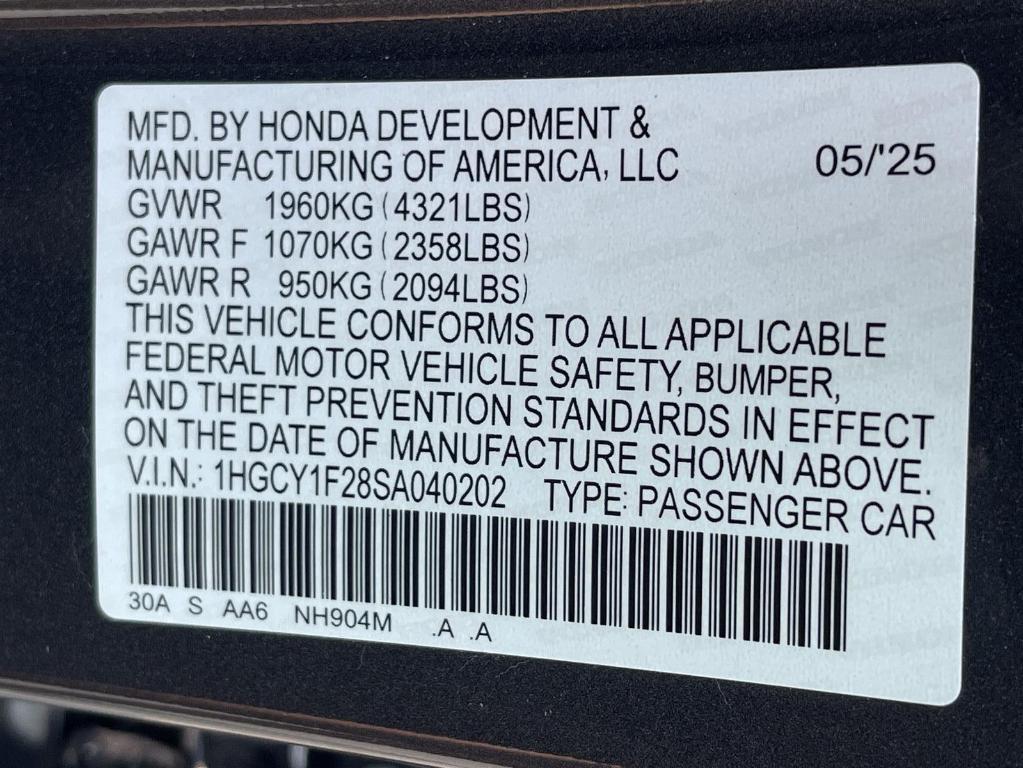 MFD. BY HONDA DEVELOPMENT &
MANUFACTURING OF AMERICA, LLC 05/'25
GVWR 1960KG (4321LBS)
GAWR F 1070KG (2358LBS)
GAWR R 950KG (2094LBS)
THIS VEHICLE CONFORMS TO ALL APPLICABLE
FEDERAL MOTOR VEHICLE SAFETY, BUMPER,
AND THEFT PREVENTION STANDARDS IN EFFECT
ON THE DATE OF MANUFACTURE SHOWN ABOVE.
V.I.N.: 1HGCY1F28SA040202 TYPE: PASSENGER CAR
30A S AA6 NH904M .A .A